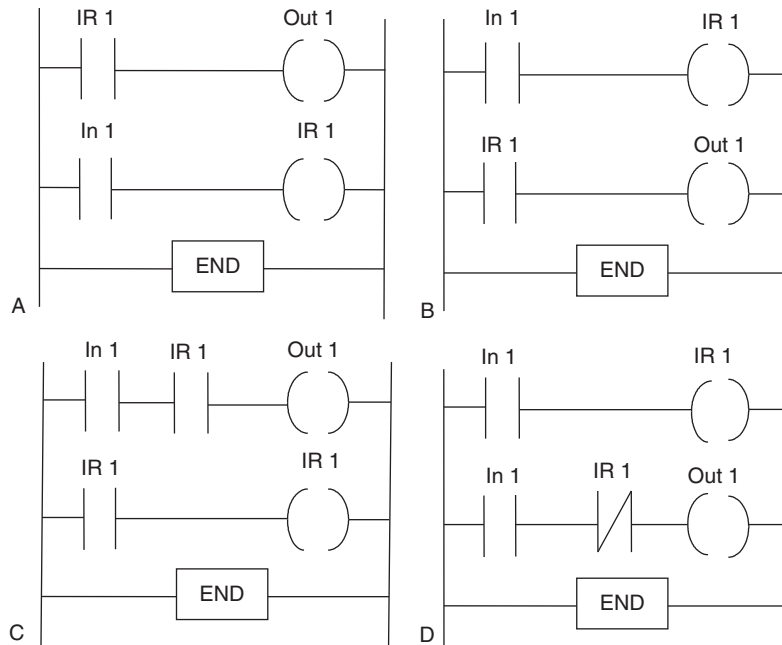 IR 1 Out 1
In 1 IR 1
END
A
In 1 IR 1
IR 1 Out 1
END
B
In 1 IR 1 Out 1
IR 1 IR 1
END
C
In 1 IR 1
In 1 IR 1 Out 1
END
D